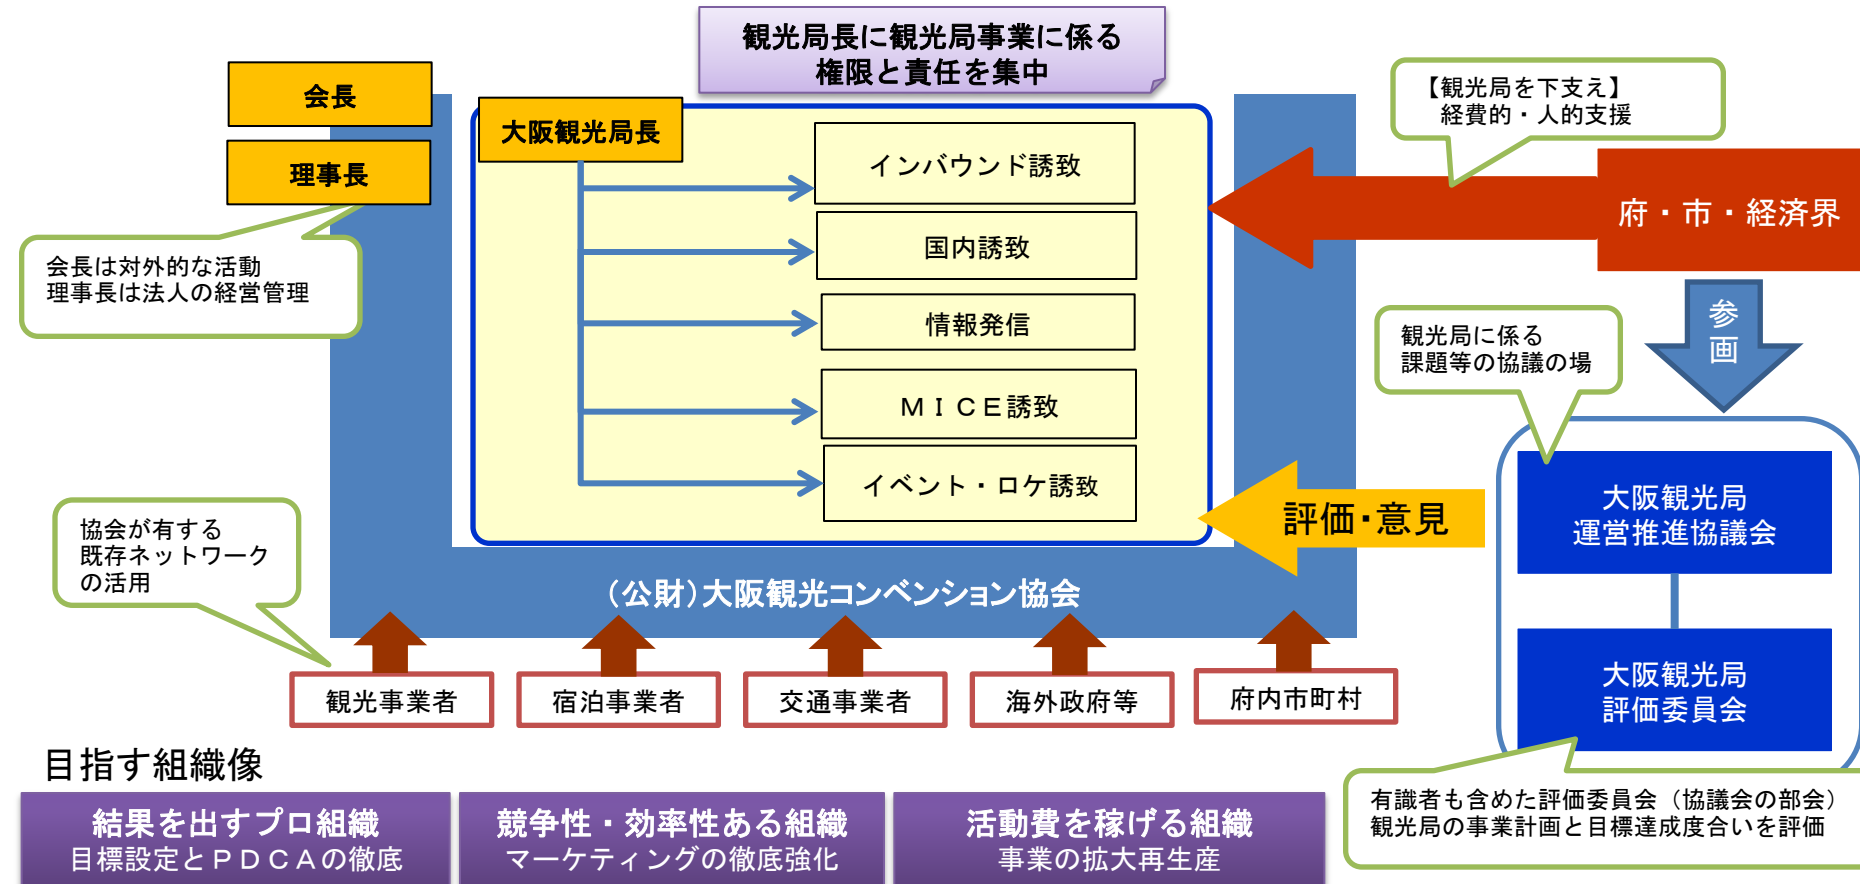 観光局長に観光局事業に係る
権限と責任を集中
会長
理事長
会長は対外的な活動
理事長は法人の経営管理
大阪観光局長
インバウンド誘致
国内誘致
情報発信
ＭＩＣＥ誘致
イベント・ロケ誘致
【観光局を下支え】
経費的・人的支援
府・市・経済界
参
画
観光局に係る
課題等の協議の場
大阪観光局
運営推進協議会
評価・意見
大阪観光局
評価委員会
有識者も含めた評価委員会（協議会の部会）
観光局の事業計画と目標達成度合いを評価
協会が有する
既存ネットワーク
の活用
（公財）大阪観光コンベンション協会
観光事業者
宿泊事業者
交通事業者
海外政府等
府内市町村
目指す組織像
結果を出すプロ組織
目標設定とＰＤＣＡの徹底
競争性・効率性ある組織
マーケティングの徹底強化
活動費を稼げる組織
事業の拡大再生産